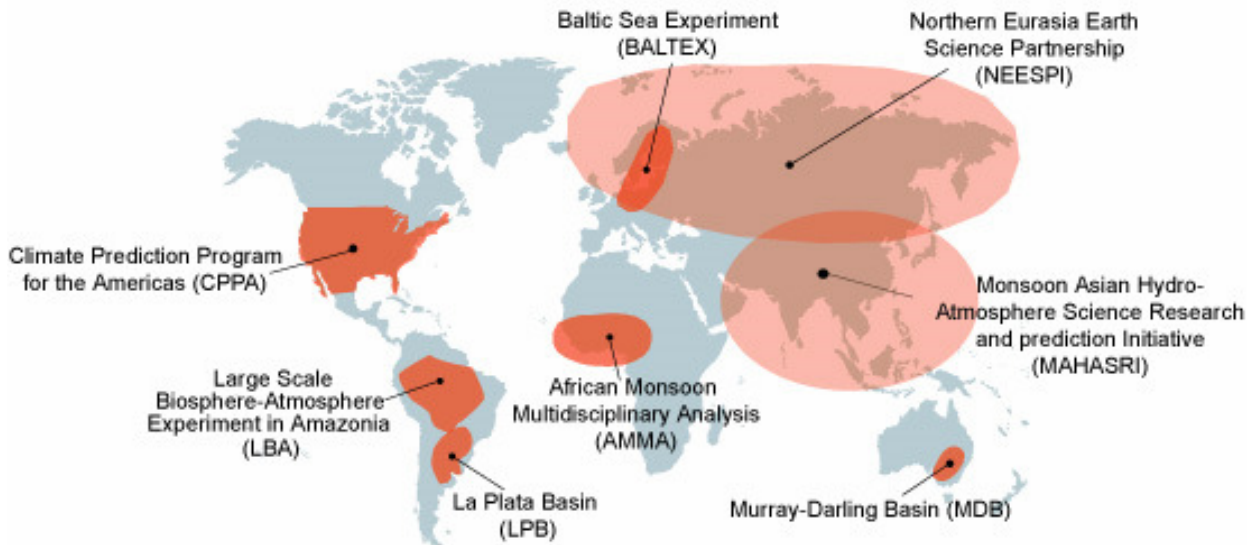 Baltic Sea Experiment
(BALTEX)
Northern Eurasia Earth
Science Partnership
(NEESPI)
Climate Prediction Program
for the Americas (CPPA)
Monsoon Asian Hydro-
Atmosphere Science Research
and prediction Initiative
(MAHASRI)
Large Scale
Biosphere-Atmosphere
Experiment in Amazonia
(LBA)
African Monsoon
Multidisciplinary Analysis
(AMMA)
La Plata Basin
(LPB)
Murray-Darling Basin (MDB)